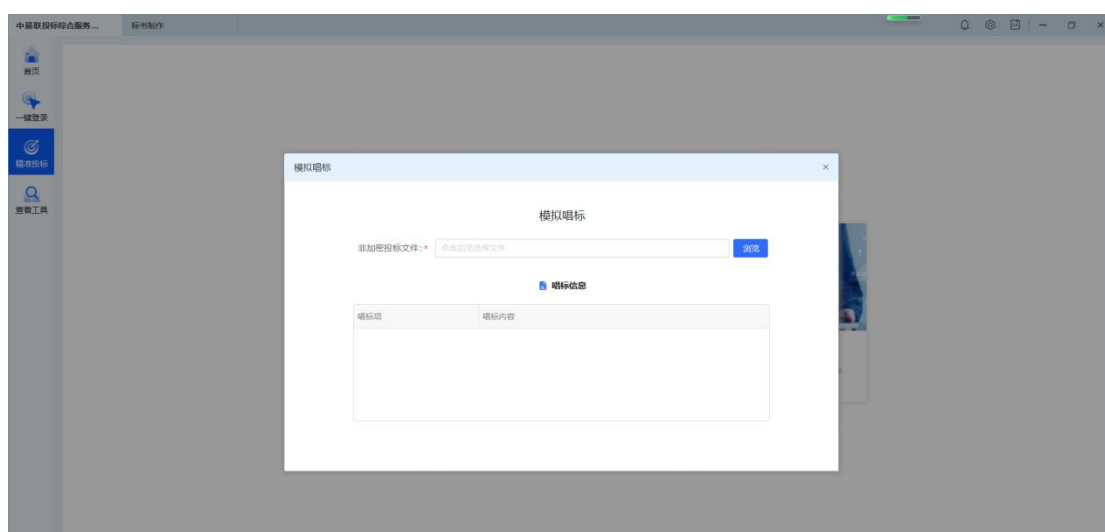 中易联投标综合服务...
标书制作
首页
一键登录
精准投标
查看工具
模拟唱标
模拟唱标
非加密投标文件:* 点击浏览选择文件 浏览
唱标信息
唱标项 唱标内容